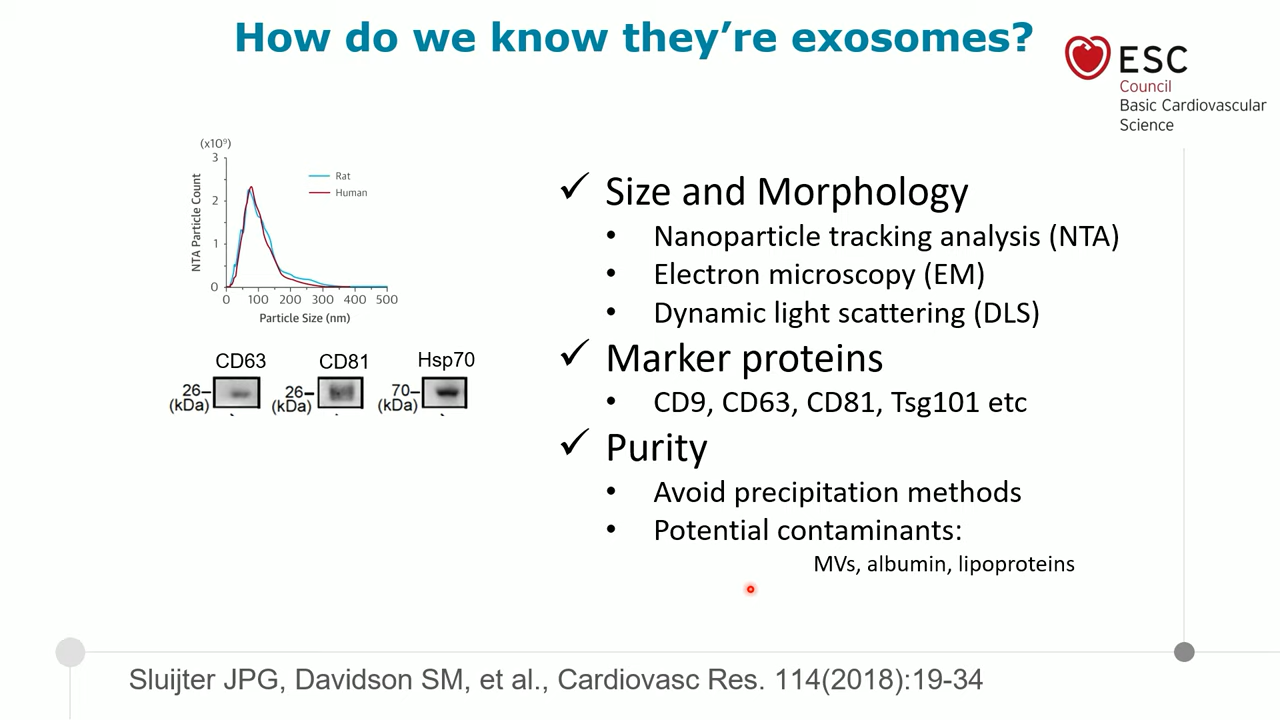 How do we know they’re exosomes?
ESC
Council
Basic Cardiovascular
Science
(x10⁹)
3
2
1
0
NTA Particle Count
Rat
Human
0 100 200 300 400 500
Particle Size (nm)
CD63 CD81 Hsp70
26– 26– 70–
(kDa) (kDa) (kDa)
✓ Size and Morphology
• Nanoparticle tracking analysis (NTA)
• Electron microscopy (EM)
• Dynamic light scattering (DLS)
✓ Marker proteins
• CD9, CD63, CD81, Tsg101 etc
✓ Purity
• Avoid precipitation methods
• Potential contaminants:
MVs, albumin, lipoproteins
Sluijter JPG, Davidson SM, et al., Cardiovasc Res. 114(2018):19-34